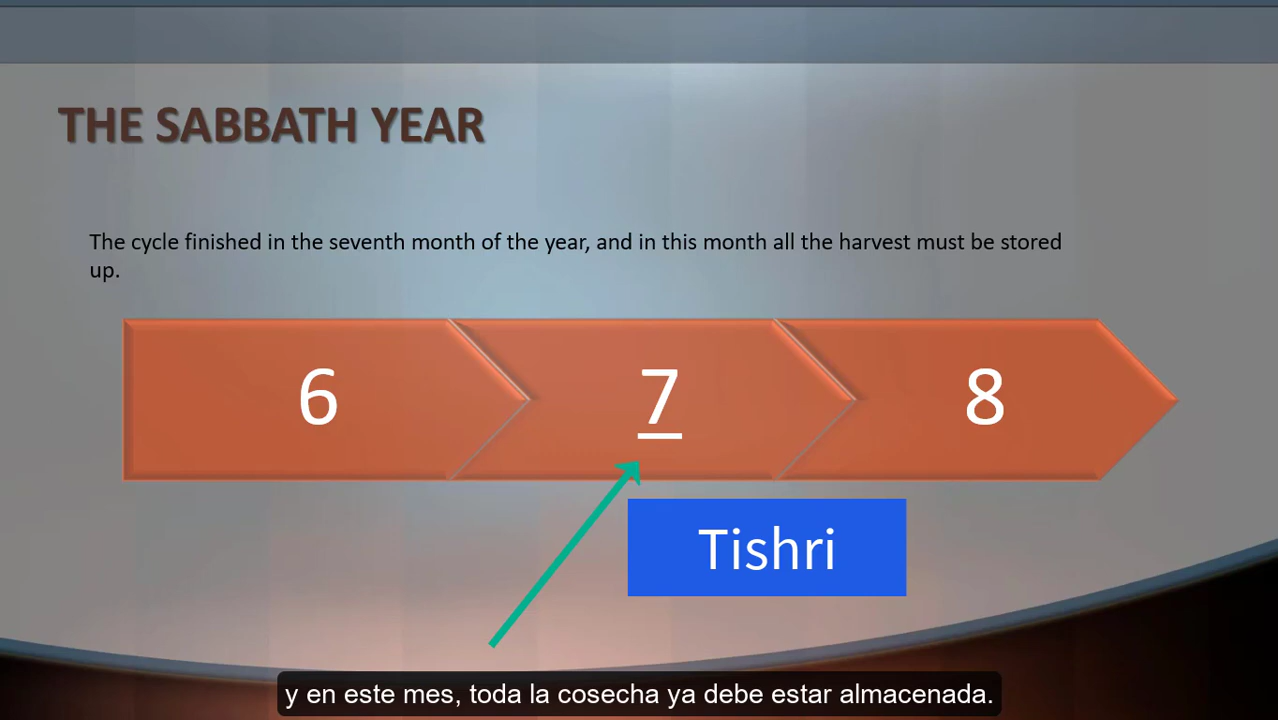 THE SABBATH YEAR
The cycle finished in the seventh month of the year, and in this month all the harvest must be stored
up.
6
7
8
Tishri
y en este mes, toda la cosecha ya debe estar almacenada.